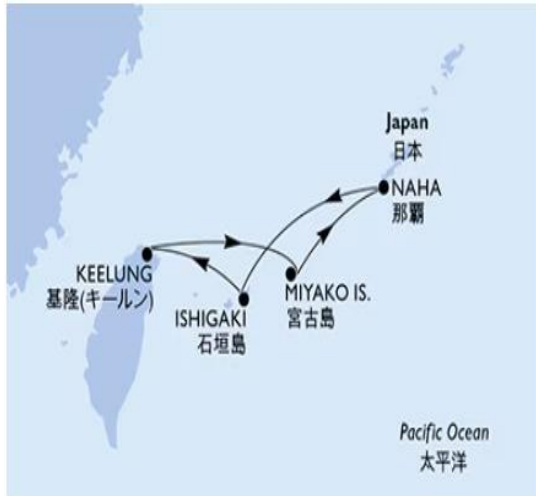 Japan
日本
NAHA
那覇
KEELUNG
基隆(キールン)
MIYAKO IS.
宮古島
ISHIGAKI
石垣島
Pacific Ocean
太平洋